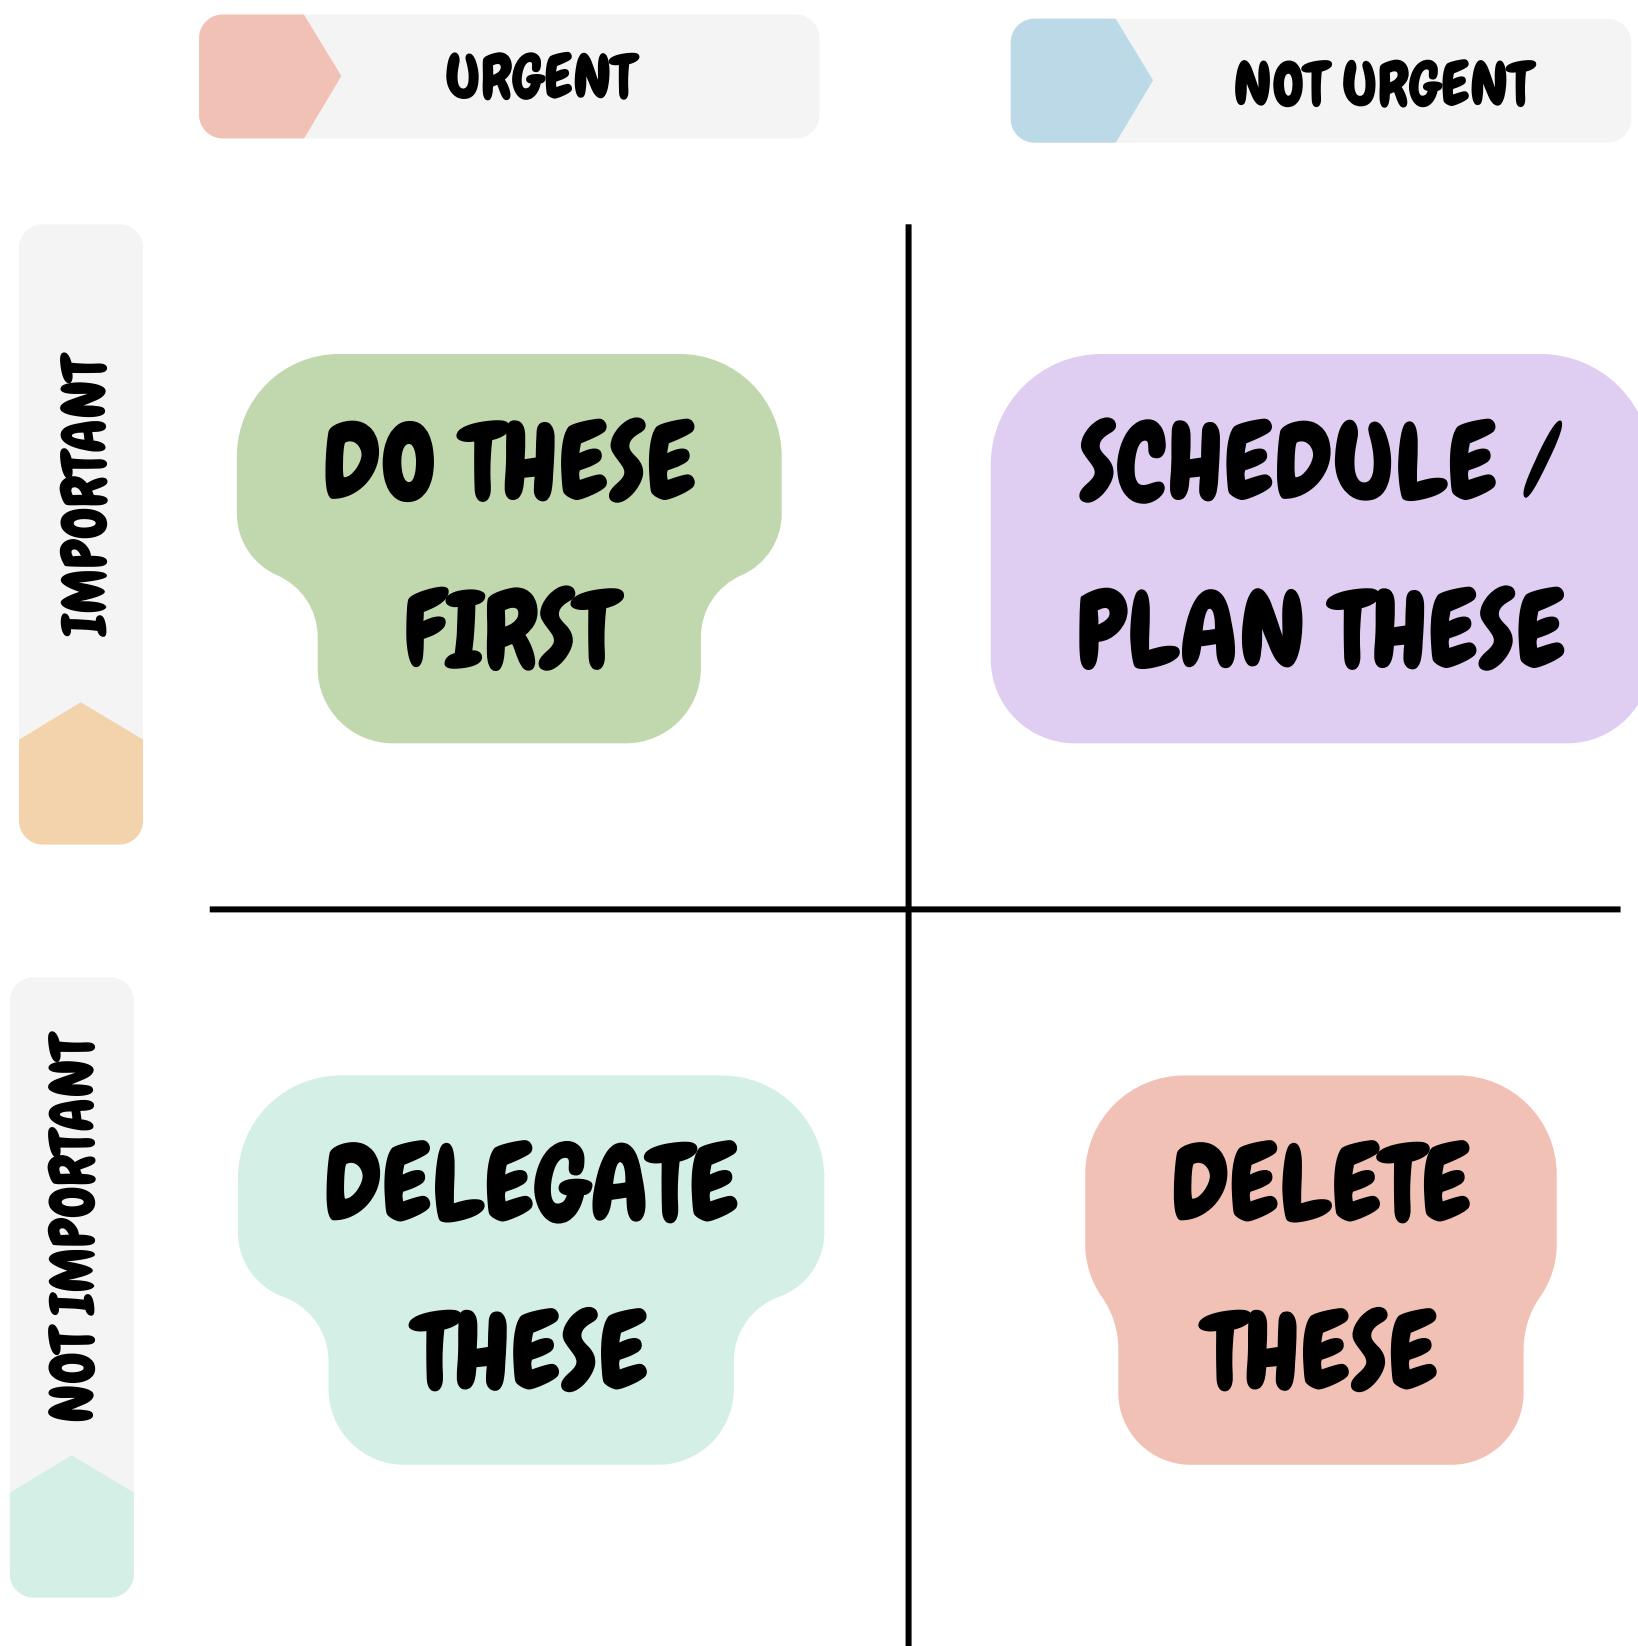 URGENT
NOT URGENT
IMPORTANT
DO THESE
FIRST
SCHEDULE /
PLAN THESE
NOT IMPORTANT
DELEGATE
THESE
DELETE
THESE